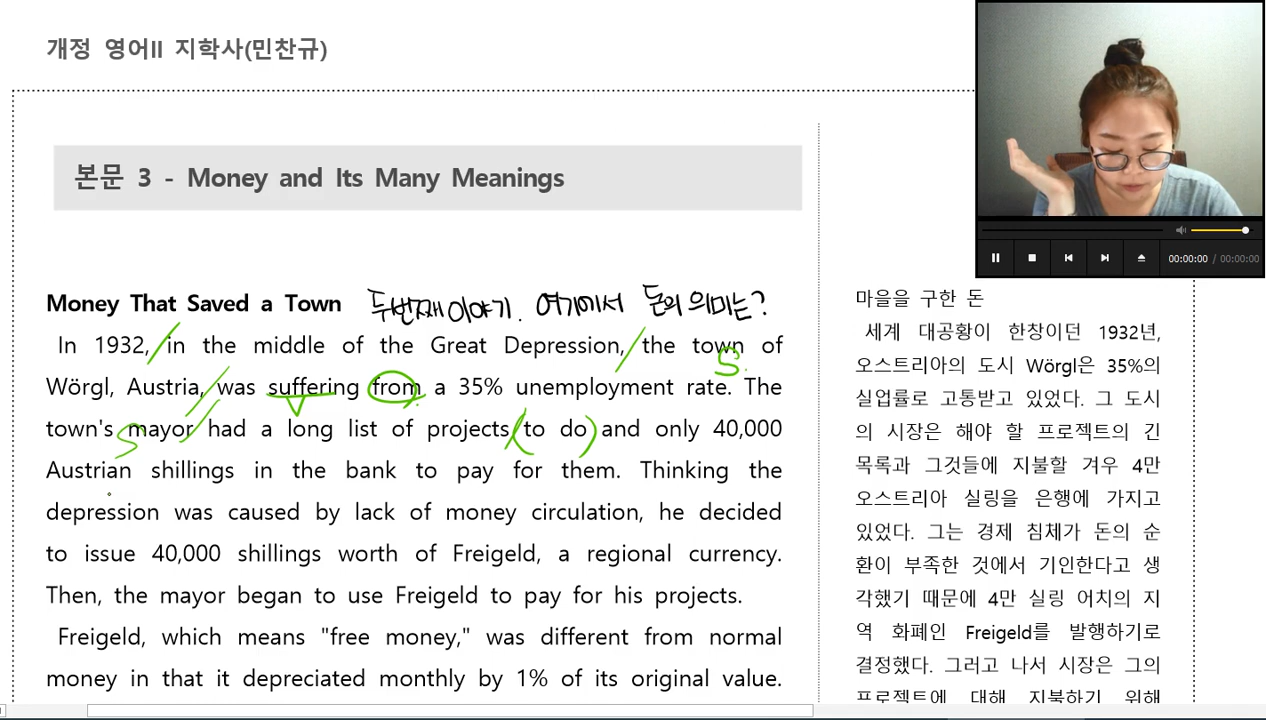 개정 영어II 지학사(민찬규)
본문 3 - Money and Its Many Meanings
Money That Saved a Town 두번째 이야기. 여기에서 돈의 의미는?
In 1932, in the middle of the Great Depression, the town of
S.
Wörgl, Austria, was suffering from a 35% unemployment rate. The
V
town's mayor had a long list of projects (to do) and only 40,000
S
Austrian shillings in the bank to pay for them. Thinking the
depression was caused by lack of money circulation, he decided
to issue 40,000 shillings worth of Freigeld, a regional currency.
Then, the mayor began to use Freigeld to pay for his projects.
Freigeld, which means "free money," was different from normal
money in that it depreciated monthly by 1% of its original value.
00:00:00 / 00:00:00
마을을 구한 돈
세계 대공황이 한창이던 1932년,
오스트리아의 도시 Wörgl은 35%의
실업률로 고통받고 있었다. 그 도시
의 시장은 해야 할 프로젝트의 긴
목록과 그것들에 지불할 겨우 4만
오스트리아 실링을 은행에 가지고
있었다. 그는 경제 침체가 돈의 순
환이 부족한 것에서 기인한다고 생
각했기 때문에 4만 실링 어치의 지
역 화폐인 Freigeld를 발행하기로
결정했다. 그러고 나서 시장은 그의
프로젝트에 대해 지불하기 위해